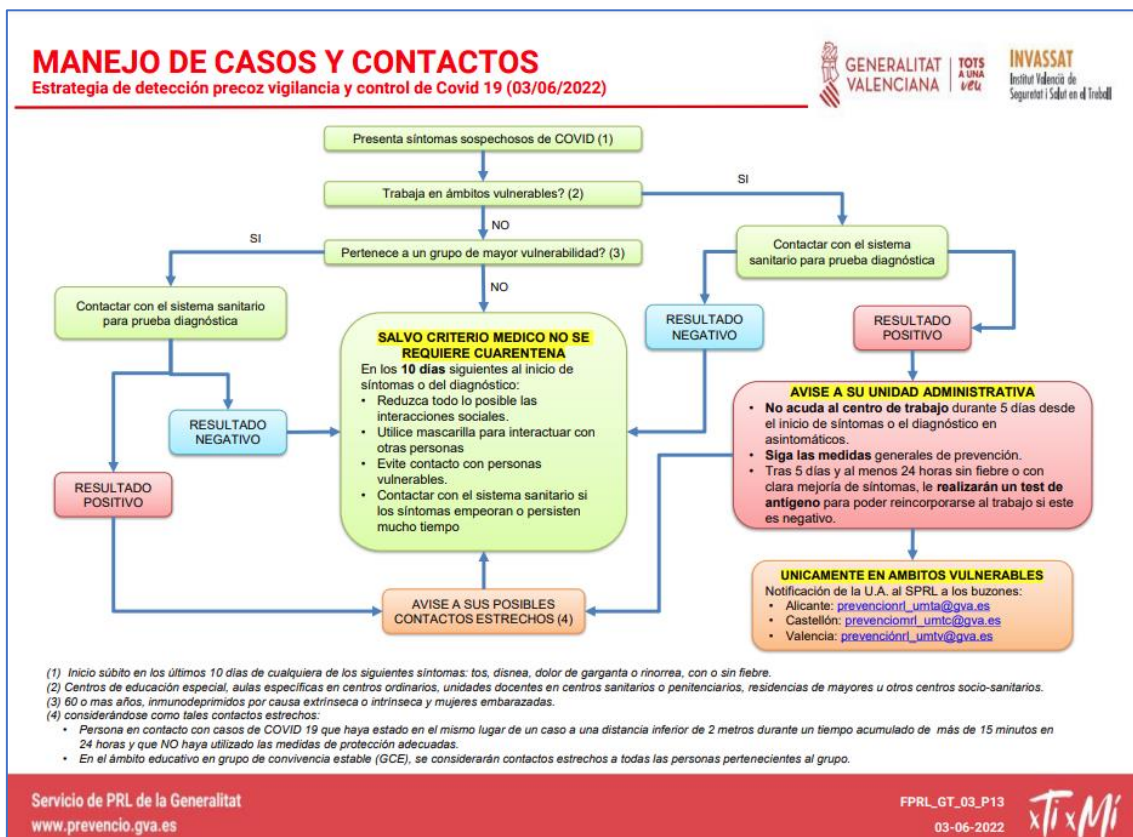 MANEJO DE CASOS Y CONTACTOS
Estrategia de detección precoz vigilancia y control de Covid 19 (03/06/2022)
GENERALITAT
VALENCIANA
TOTS
A UNA
veu
INVASSAT
Institut Valencià de
Seguretat i Salut en el Treball
Presenta síntomas sospechosos de COVID (1)
Trabaja en ámbitos vulnerables? (2)
SI
NO
Pertenece a un grupo de mayor vulnerabilidad? (3)
SI
NO
Contactar con el sistema
sanitario para prueba diagnóstica
Contactar con el sistema sanitario
para prueba diagnóstica
RESULTADO
NEGATIVO
RESULTADO
POSITIVO
SALVO CRITERIO MEDICO NO SE
REQUIERE CUARENTENA
En los 10 días siguientes al inicio de
síntomas o del diagnóstico:
• Reduzca todo lo posible las
interacciones sociales.
• Utilice mascarilla para interactuar con
otras personas
• Evite contacto con personas
vulnerables.
• Contactar con el sistema sanitario si
los síntomas empeoran o persisten
mucho tiempo
RESULTADO
NEGATIVO
RESULTADO
POSITIVO
AVISE A SU UNIDAD ADMINISTRATIVA
• No acuda al centro de trabajo durante 5 días desde
el inicio de síntomas o el diagnóstico en
asintomáticos.
• Siga las medidas generales de prevención.
• Tras 5 días y al menos 24 horas sin fiebre o con
clara mejoría de síntomas, le realizarán un test de
antígeno para poder reincorporarse al trabajo si este
es negativo.
AVISE A SUS POSIBLES
CONTACTOS ESTRECHOS (4)
UNICAMENTE EN AMBITOS VULNERABLES
Notificación de la U.A. al SPRL a los buzones:
• Alicante: prevencionrl_umta@gva.es
• Castellón: prevenciomrl_umtc@gva.es
• Valencia: prevenciónrl_umtv@gva.es
(1) Inicio súbito en los últimos 10 días de cualquiera de los siguientes síntomas: tos, disnea, dolor de garganta o rinorrea, con o sin fiebre.
(2) Centros de educación especial, aulas específicas en centros ordinarios, unidades docentes en centros sanitarios o penitenciarios, residencias de mayores u otros centros socio-sanitarios.
(3) 60 o mas años, inmunodeprimidos por causa extrínseca o intrínseca y mujeres embarazadas.
(4) considerándose como tales contactos estrechos:
• Persona en contacto con casos de COVID 19 que haya estado en el mismo lugar de un caso a una distancia inferior de 2 metros durante un tiempo acumulado de más de 15 minutos en
24 horas y que NO haya utilizado las medidas de protección adecuadas.
• En el ámbito educativo en grupo de convivencia estable (GCE), se considerarán contactos estrechos a todas las personas pertenecientes al grupo.
Servicio de PRL de la Generalitat
www.prevencio.gva.es
FPRL_GT_03_P13
03-06-2022
xTi xMí